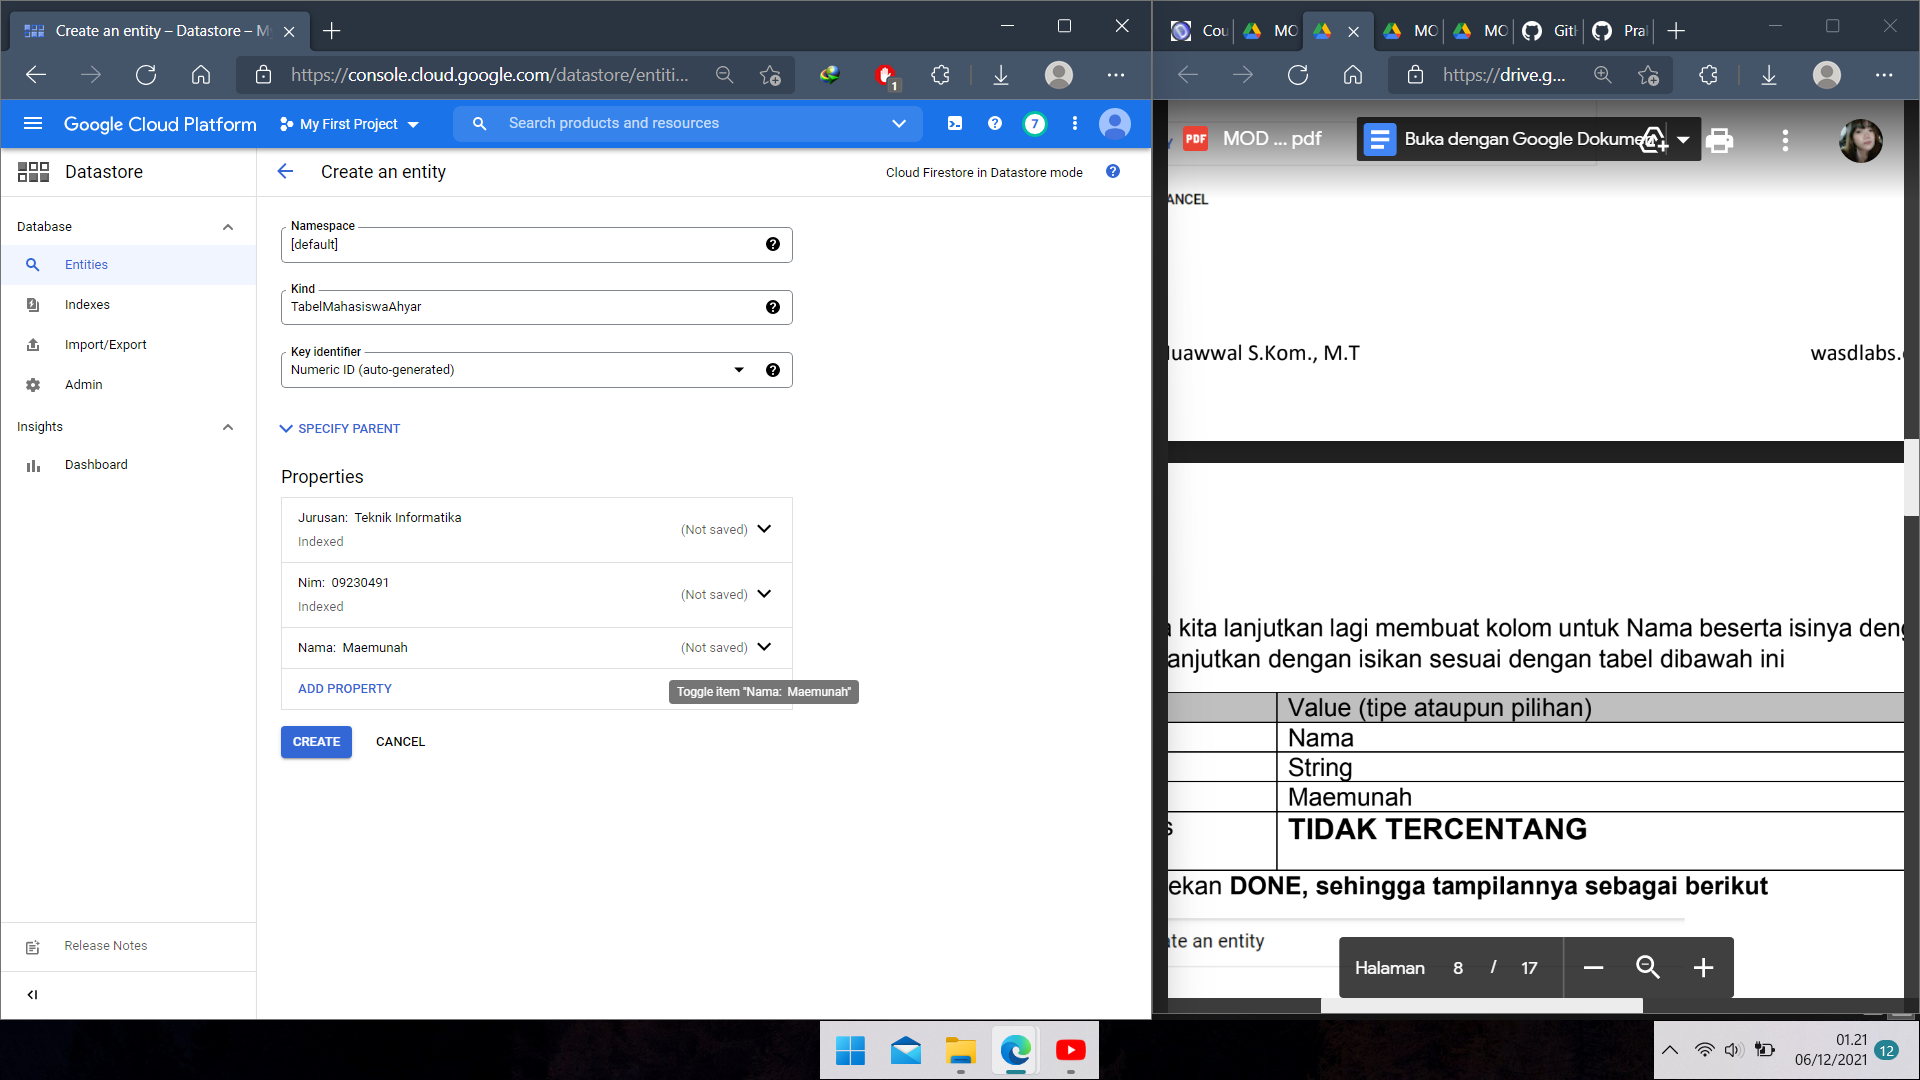 Create an entity – Datastore – M
https://console.cloud.google.com/datastore/entiti...
1
Google Cloud Platform
My First Project
Search products and resources
7
Datastore
Create an entity
Cloud Firestore in Datastore mode
Database
Entities
Indexes
Import/Export
Admin
Insights
Dashboard
Release Notes
Namespace
[default]
Kind
TabelMahasiswaAhyar
Key identifier
Numeric ID (auto-generated)
SPECIFY PARENT
Properties
Jurusan: Teknik Informatika
Indexed
(Not saved)
Nim: 09230491
Indexed
(Not saved)
Nama: Maemunah
(Not saved)
ADD PROPERTY
Toggle item "Nama: Maemunah"
CREATE
CANCEL
Cou
MO
MO
MO
Git
Pra
https://drive.g...
PDF
MOD ... pdf
Buka dengan Google Dokumen
ANCEL
uawwal S.Kom., M.T
wasdlabs.
kita lanjutkan lagi membuat kolom untuk Nama beserta isinya deng
anjutkan dengan isikan sesuai dengan tabel dibawah ini
Value (tipe ataupun pilihan)
Nama
String
Maemunah
s
TIDAK TERCENTANG
ekan DONE, sehingga tampilannya sebagai berikut
te an entity
Halaman 8 / 17
01.21
06/12/2021
12